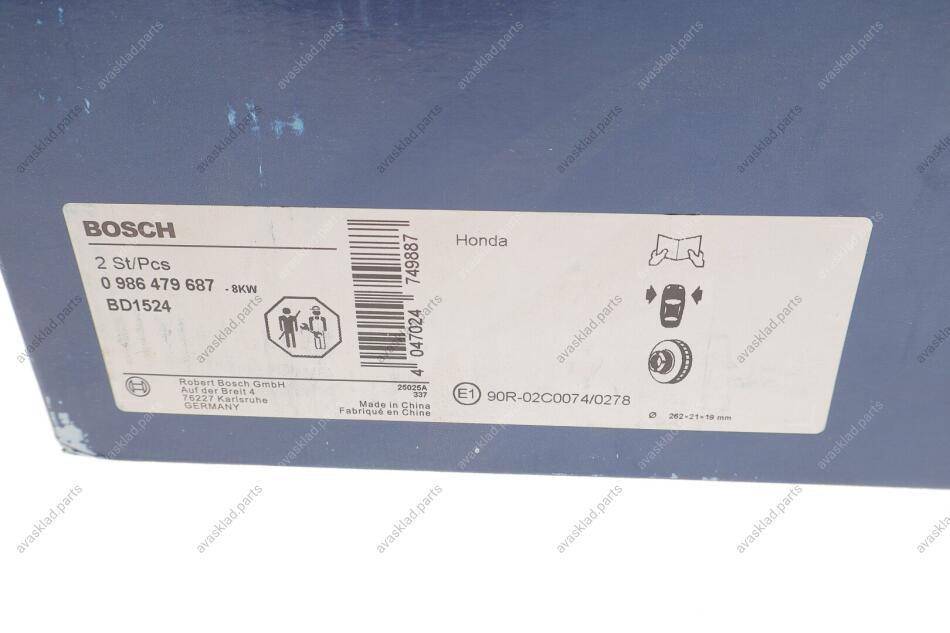 BOSCH
2 St/Pcs
0 986 479 687 - 8KW
BD1524
Robert Bosch GmbH
Auf der Breit 4
76227 Karlsruhe
GERMANY
25025A
337
Made in China
Fabriqué en Chine
4 047024 749887
Honda
E1 90R-02C0074/0278
Ø 262×21×19 mm
avasklad.parts